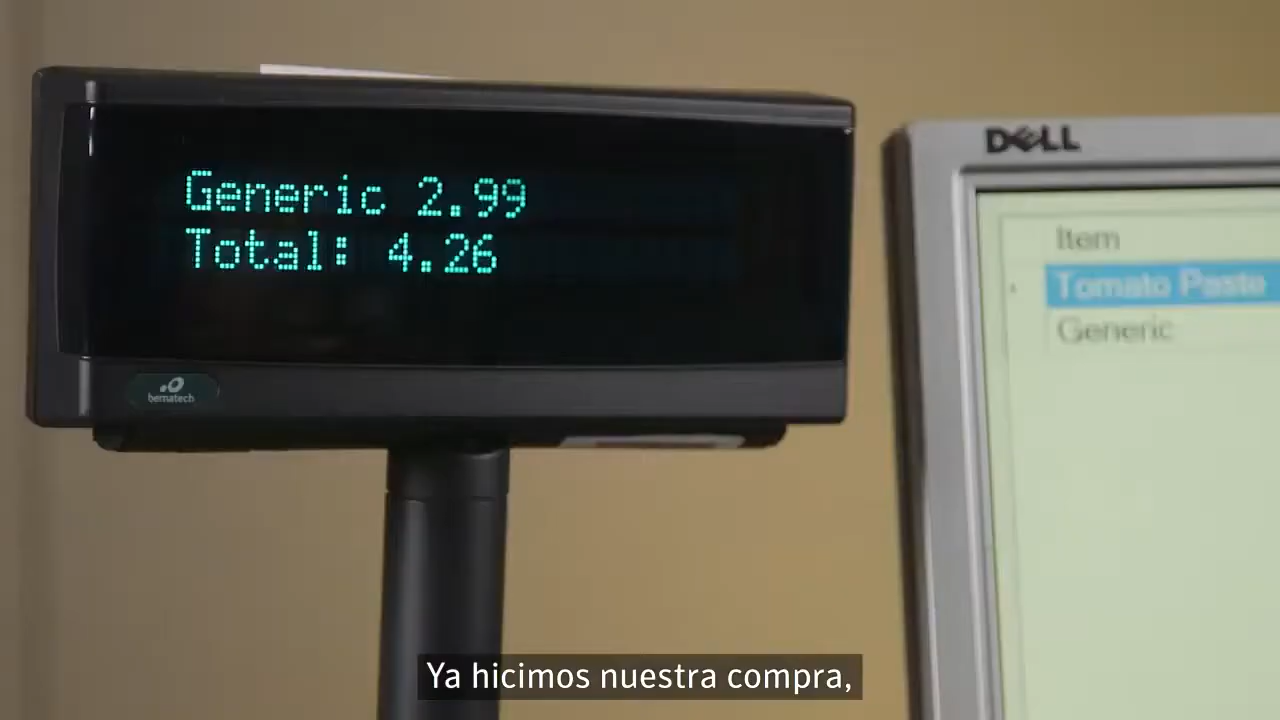 Generic 2.99
Total: 4.26
bematech
DELL
Item
Tomato Paste
Generic
Ya hicimos nuestra compra,